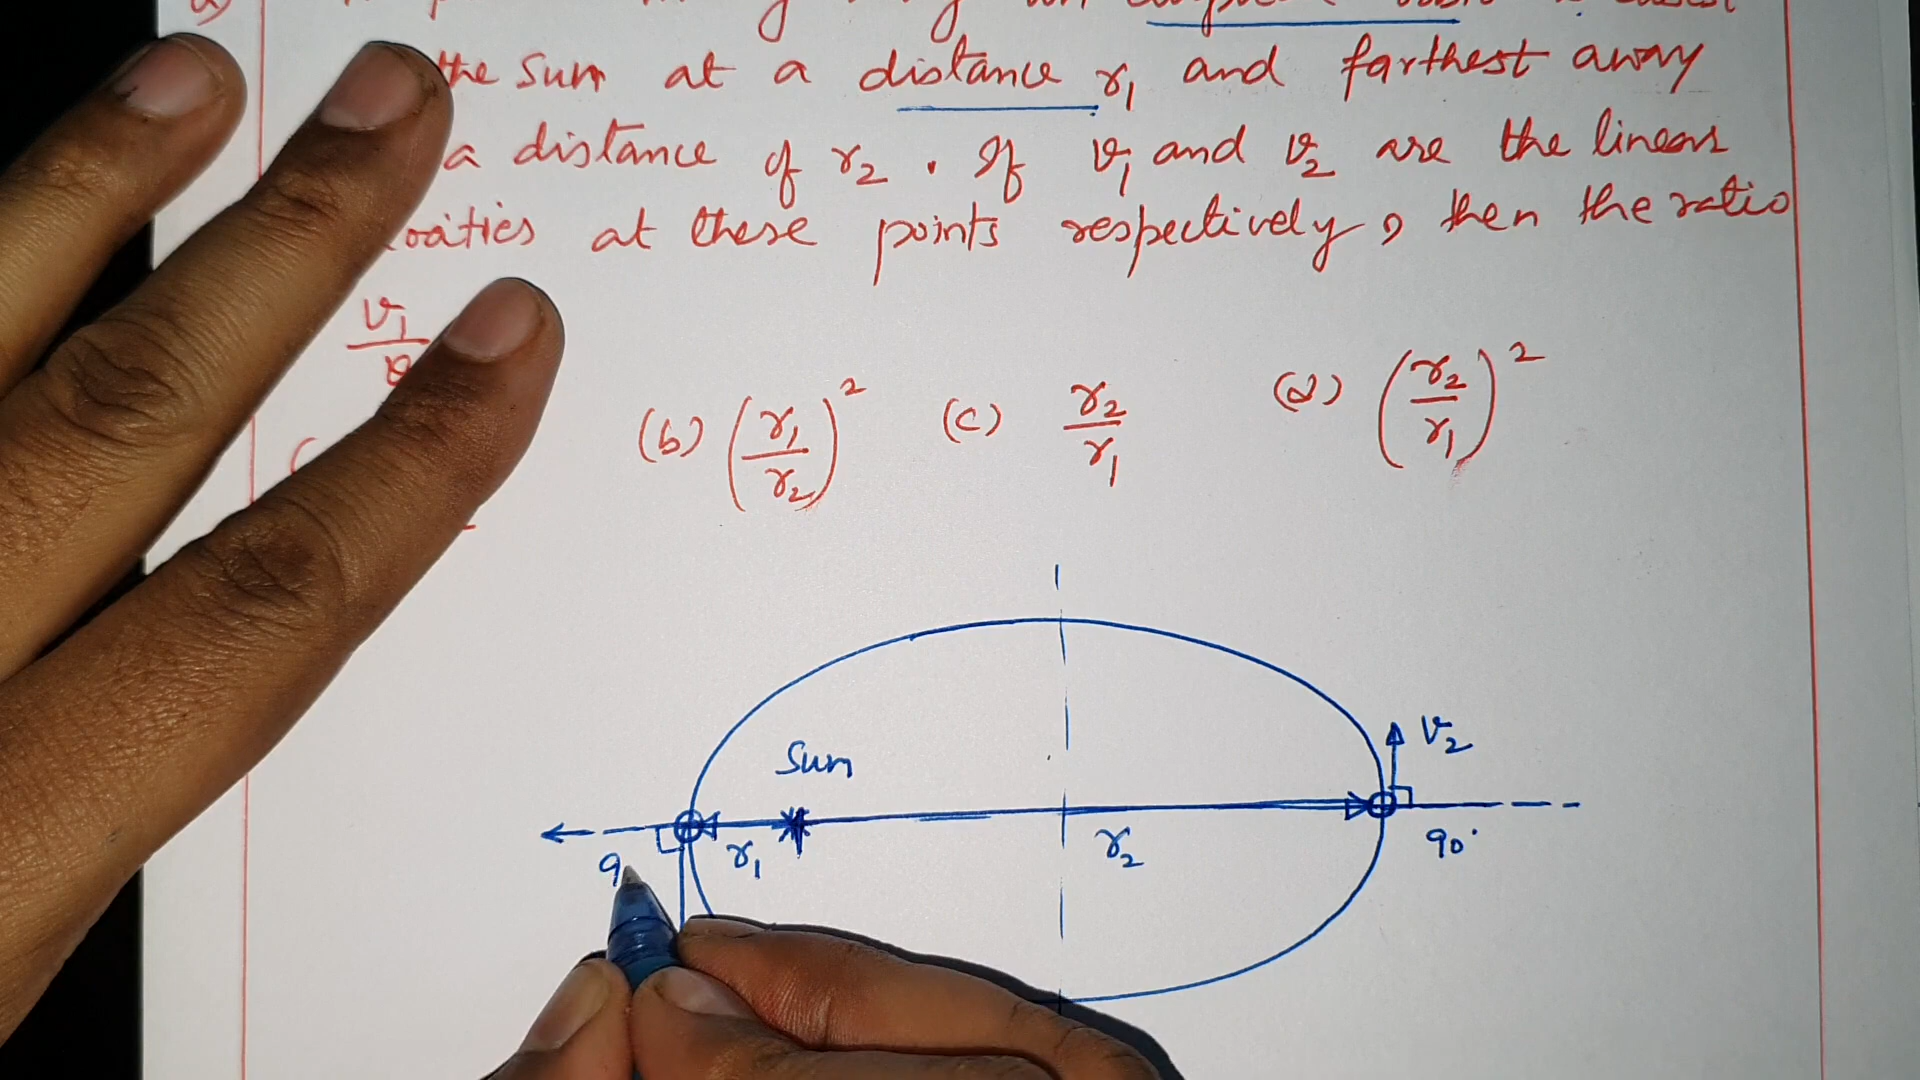 the Sun at a distance r₁ and farthest away
a distance of r₂ . If v₁ and v₂ are the linear
at these points respectively, then the ratio
v₁
(b) (r₁/r₂)² (c) r₂/r₁ (d) (r₂/r₁)²
Sun
v₂
r₁ r₂ 90°
9